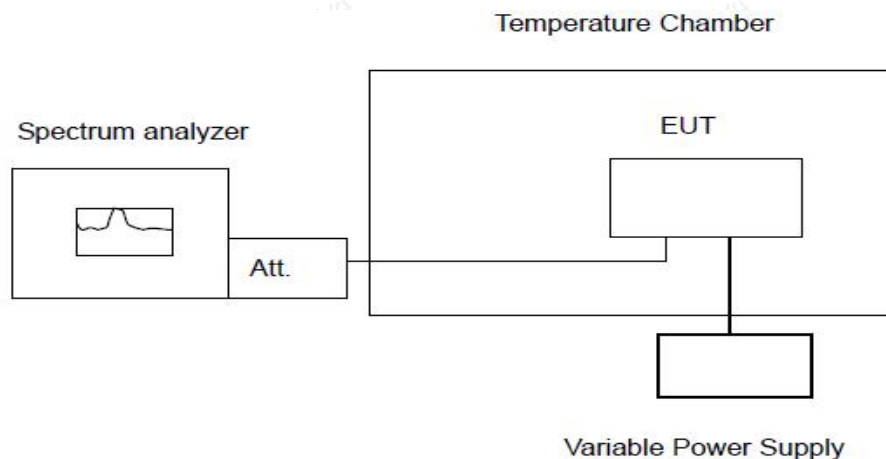 Temperature Chamber
Spectrum analyzer
EUT
Att.
Variable Power Supply